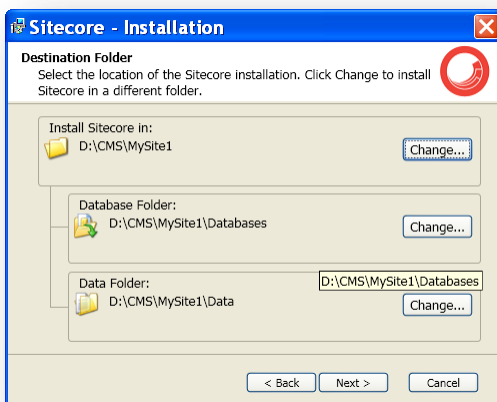 Sitecore - Installation
Destination Folder
Select the location of the Sitecore installation. Click Change to install
Sitecore in a different folder.
Install Sitecore in:
D:\CMS\MySite1
Change...
Database Folder:
D:\CMS\MySite1\Databases
Change...
Data Folder:
D:\CMS\MySite1\Databases
D:\CMS\MySite1\Data
Change...
< Back
Next >
Cancel